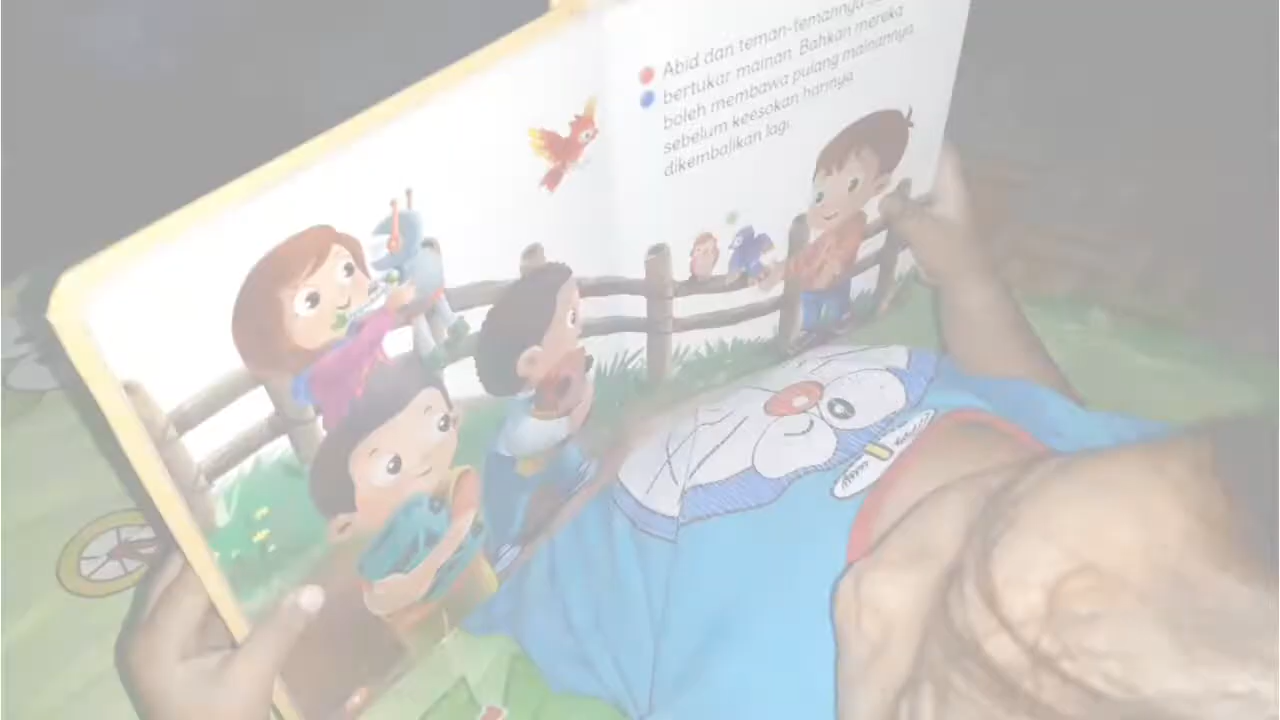 Abid dan teman-temannya
bertukar mainan. Bahkan mereka
boleh membawa pulang mainannya
sebelum keesokan harinya
dikembalikan lagi.